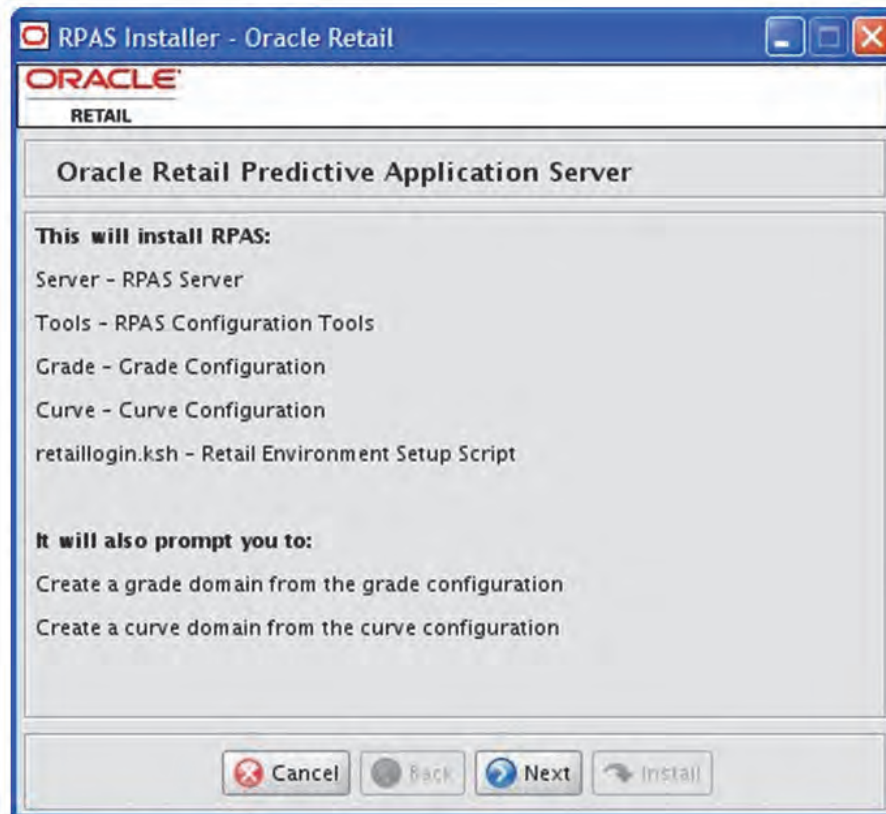 RPAS Installer - Oracle Retail
ORACLE
RETAIL
Oracle Retail Predictive Application Server
This will install RPAS:
Server - RPAS Server
Tools - RPAS Configuration Tools
Grade - Grade Configuration
Curve - Curve Configuration
retaillogin.ksh - Retail Environment Setup Script
It will also prompt you to:
Create a grade domain from the grade configuration
Create a curve domain from the curve configuration
Cancel Back Next Install